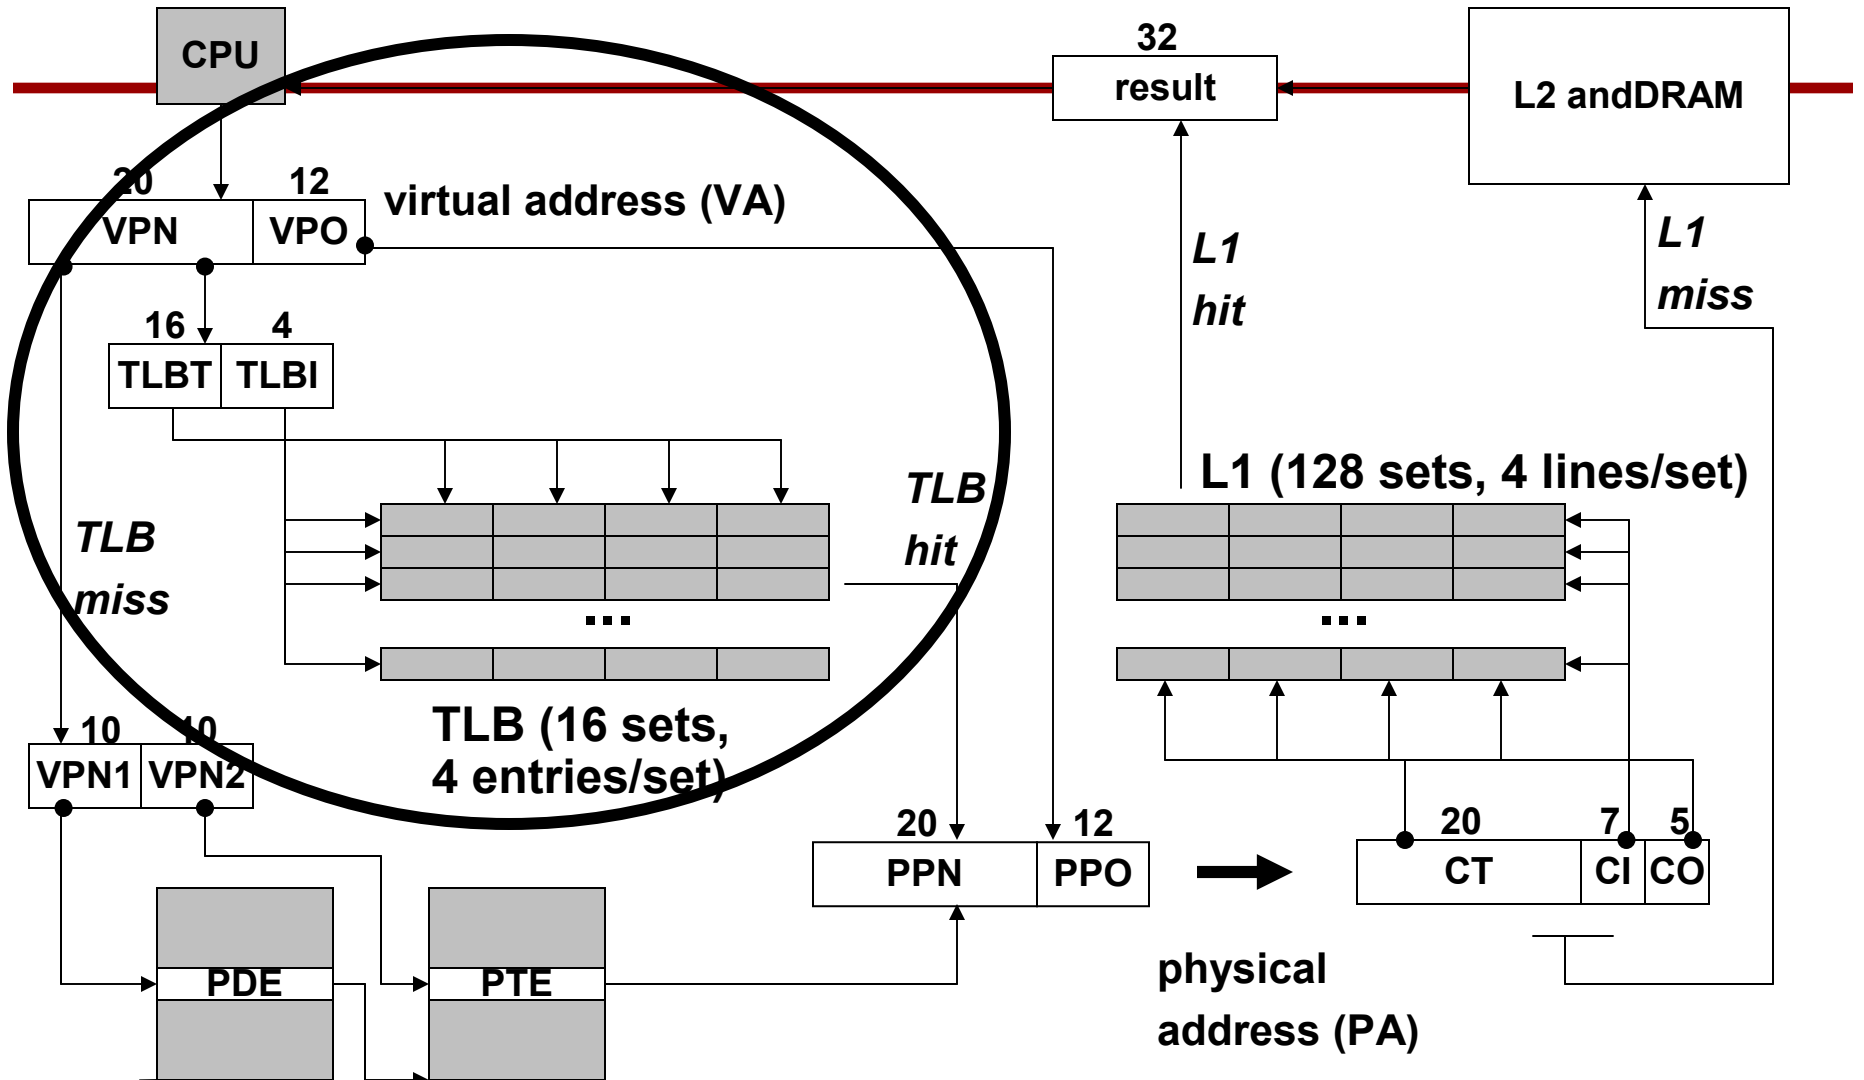 CPU
32
result
L2 andDRAM
20
12
VPN
VPO
virtual address (VA)
L1
hit
L1
miss
16
4
TLBT
TLBI
TLB
hit
L1 (128 sets, 4 lines/set)
TLB
miss
...
...
TLB (16 sets,
4 entries/set)
10
10
VPN1
VPN2
20
12
PPN
PPO
20
7
5
CT
CI
CO
PDE
PTE
physical
address (PA)